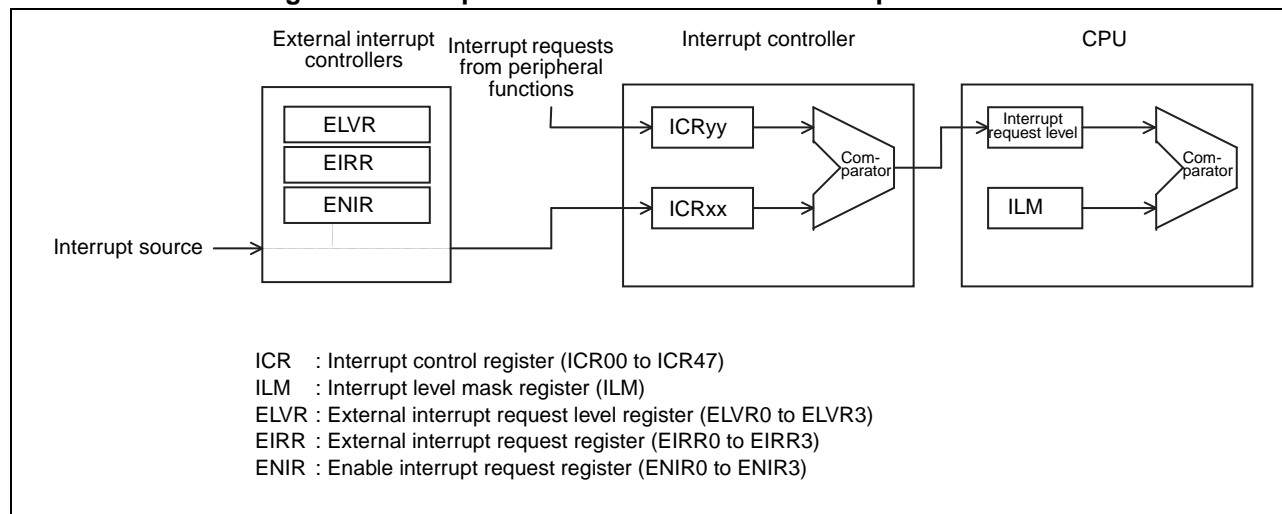 External interrupt
controllers
Interrupt requests
from peripheral
functions
Interrupt controller
CPU
ELVR
EIRR
ENIR
Interrupt source
ICRyy
ICRxx
Com-
parator
Interrupt
request level
ILM
Com-
parator
ICR : Interrupt control register (ICR00 to ICR47)
ILM : Interrupt level mask register (ILM)
ELVR : External interrupt request level register (ELVR0 to ELVR3)
EIRR : External interrupt request register (EIRR0 to EIRR3)
ENIR : Enable interrupt request register (ENIR0 to ENIR3)